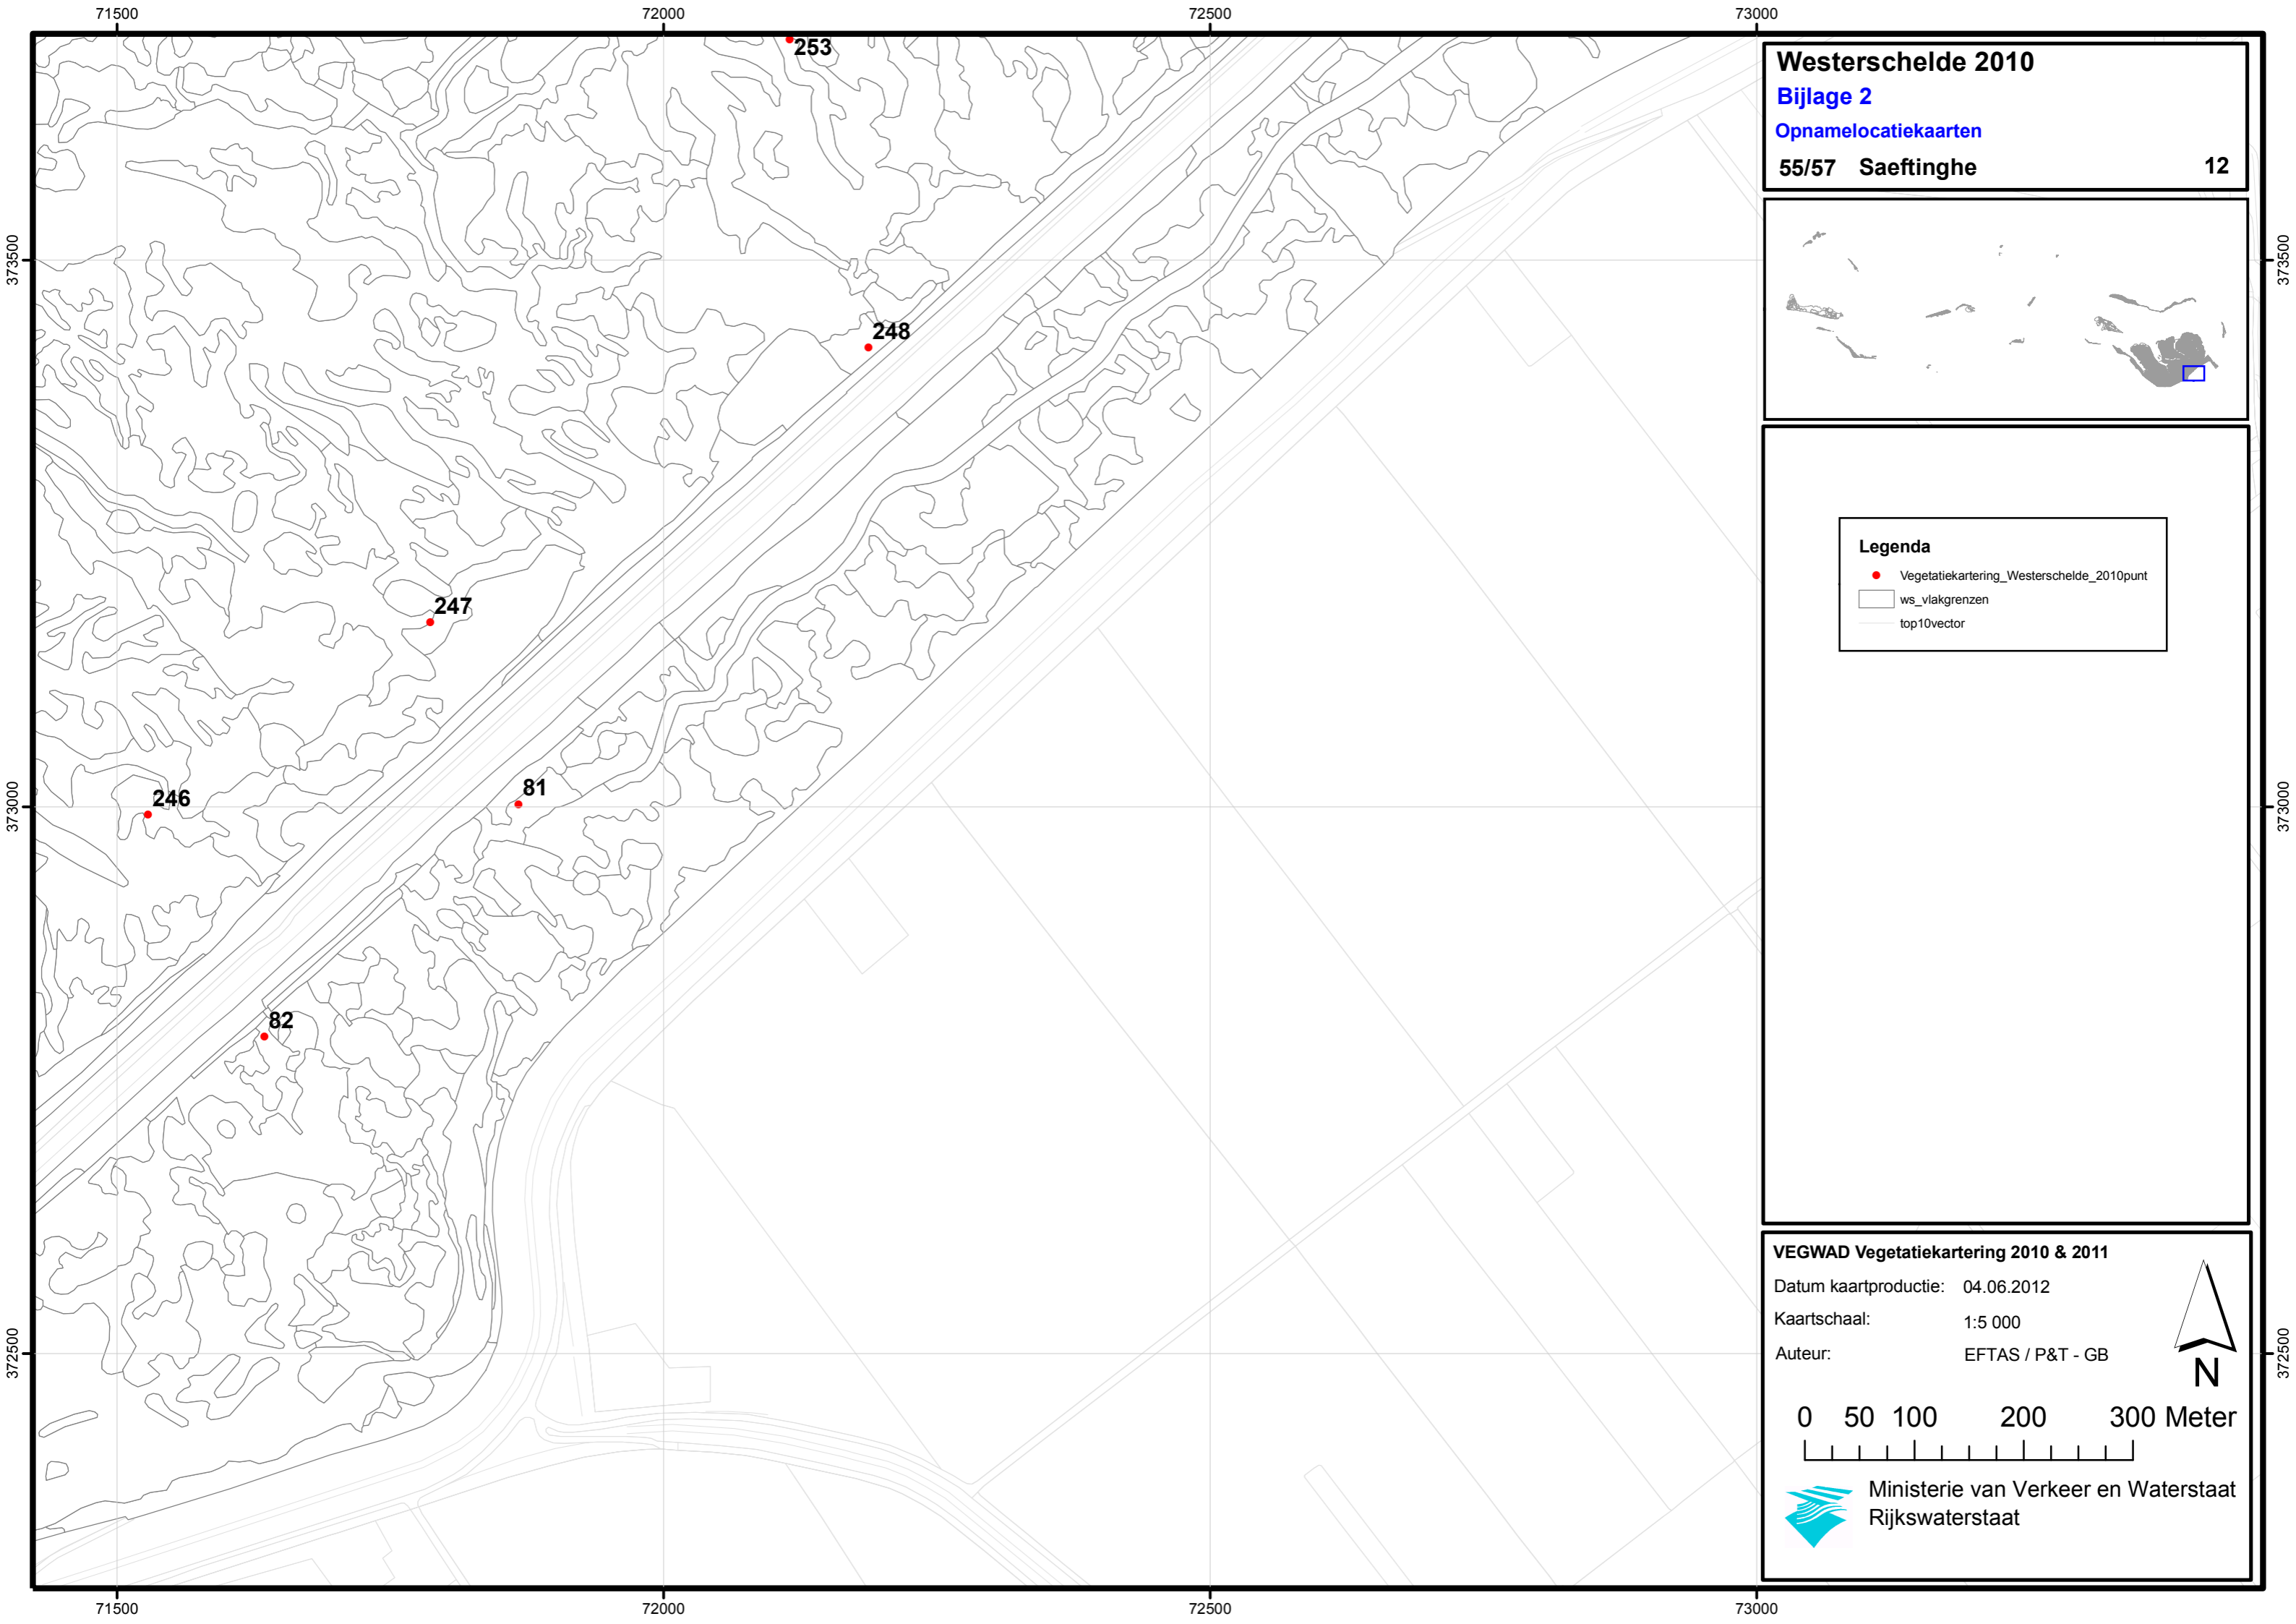 71500 72000 72500 73000
253
Westerschelde 2010
Bijlage 2
Opnamelocatiekaarten
55/57 Saeftinghe 12
373500 373500
248
Legenda
Vegetatiekartering_Westerschelde_2010punt
ws_vlakgrenzen
top10vector
247
81
246
373000 373000
82
VEGWAD Vegetatiekartering 2010 & 2011
Datum kaartproductie: 04.06.2012
Kaartschaal: 1:5 000
Auteur: EFTAS / P&T - GB
N
372500 372500
0 50 100 200 300 Meter
Ministerie van Verkeer en Waterstaat
Rijkswaterstaat
71500 72000 72500 73000